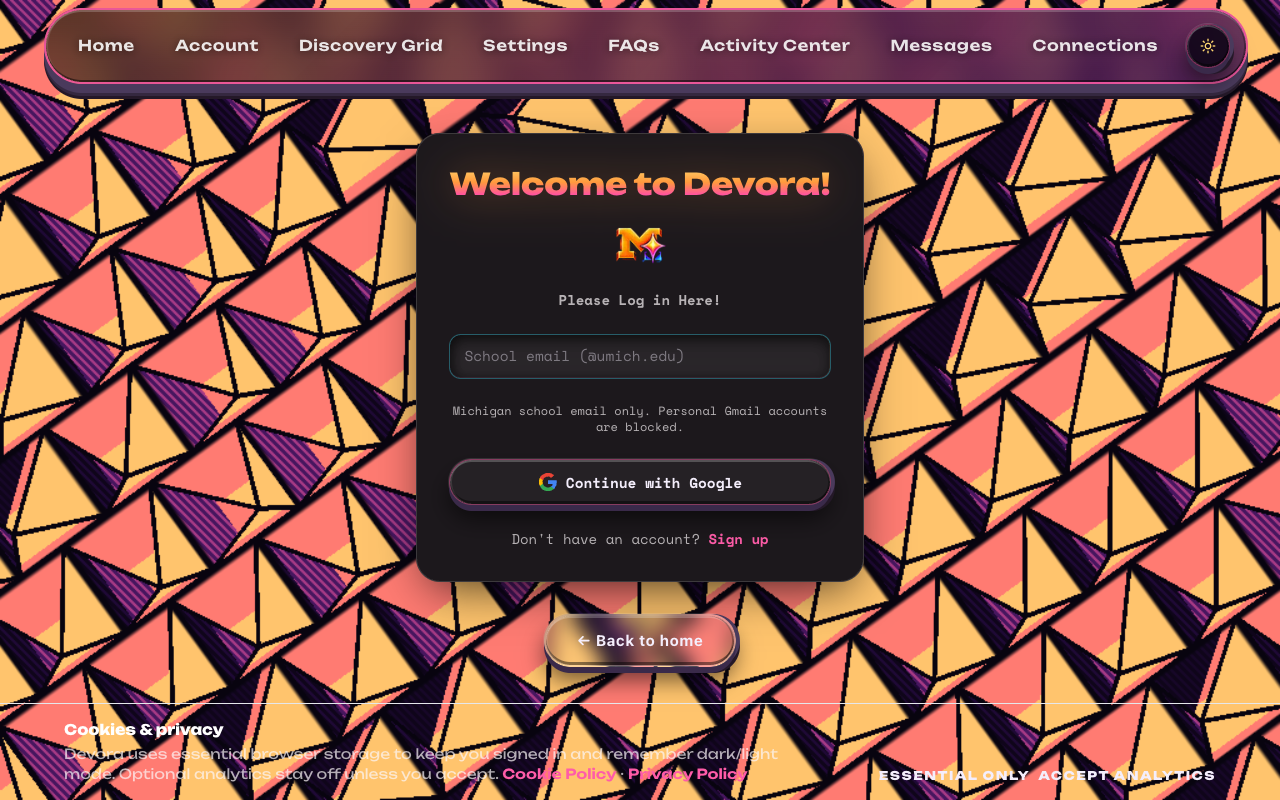 Home Account Discovery Grid Settings FAQs Activity Center Messages Connections
Welcome to Devora!
M
Please Log in Here!
School email (@umich.edu)
Michigan school email only. Personal Gmail accounts
are blocked.
Continue with Google
Don't have an account? Sign up
← Back to home
Cookies & privacy
Devora uses essential browser storage to keep you signed in and remember dark/light
mode. Optional analytics stay off unless you accept. Cookie Policy · Privacy Policy
ESSENTIAL ONLY ACCEPT ANALYTICS